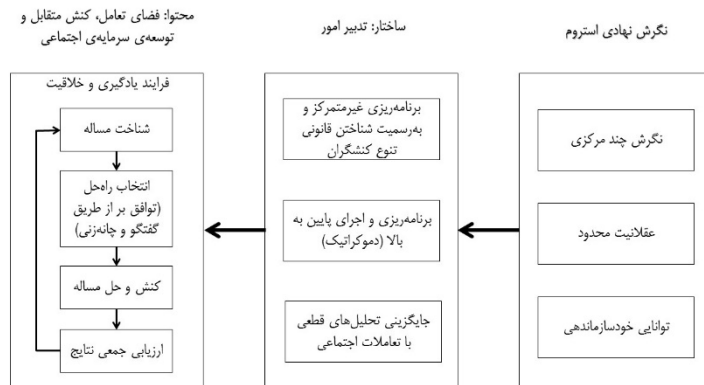 نگرش نهادی استروم
نگرش چند مرکزی
عقلانیت محدود
توانایی خودسازماندهی
ساختار: تدبیر امور
برنامه‌ریزی غیرمتمرکز و
به‌رسمیت شناختن قانونی
تنوع کنشگران
برنامه‌ریزی و اجرای پایین به
بالا (دموکراتیک)
جایگزینی تحلیل‌های قطعی
با تعاملات اجتماعی
محتوا: فضای تعامل، کنش متقابل و
توسعه‌ی سرمایه‌ی اجتماعی
فرایند یادگیری و خلاقیت
شناخت مساله
انتخاب راه‌حل
(توافق بر از طریق
گفتگو و چانه‌زنی)
کنش و حل مساله
ارزیابی جمعی نتایج